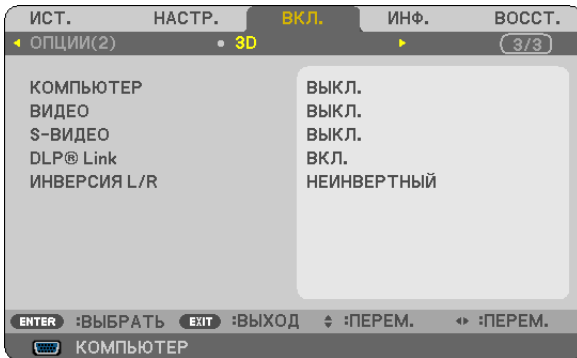 ИСТ. НАСТР. ВКЛ. ИНФ. ВОССТ.
ОПЦИИ(2) 3D 3/3
КОМПЬЮТЕР ВЫКЛ.
ВИДЕО ВЫКЛ.
S-ВИДЕО ВЫКЛ.
DLP® Link ВКЛ.
ИНВЕРСИЯ L/R НЕИНВЕРТНЫЙ
ENTER :ВЫБРАТЬ EXIT :ВЫХОД :ПЕРЕМ. :ПЕРЕМ.
КОМПЬЮТЕР